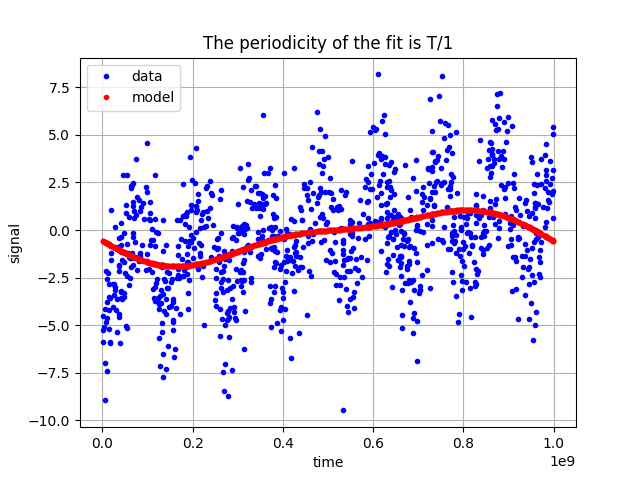 The periodicity of the fit is T/1
data
model
signal
7.5
5.0
2.5
0.0
−2.5
−5.0
−7.5
−10.0
0.0 0.2 0.4 0.6 0.8 1.0
1e9
time